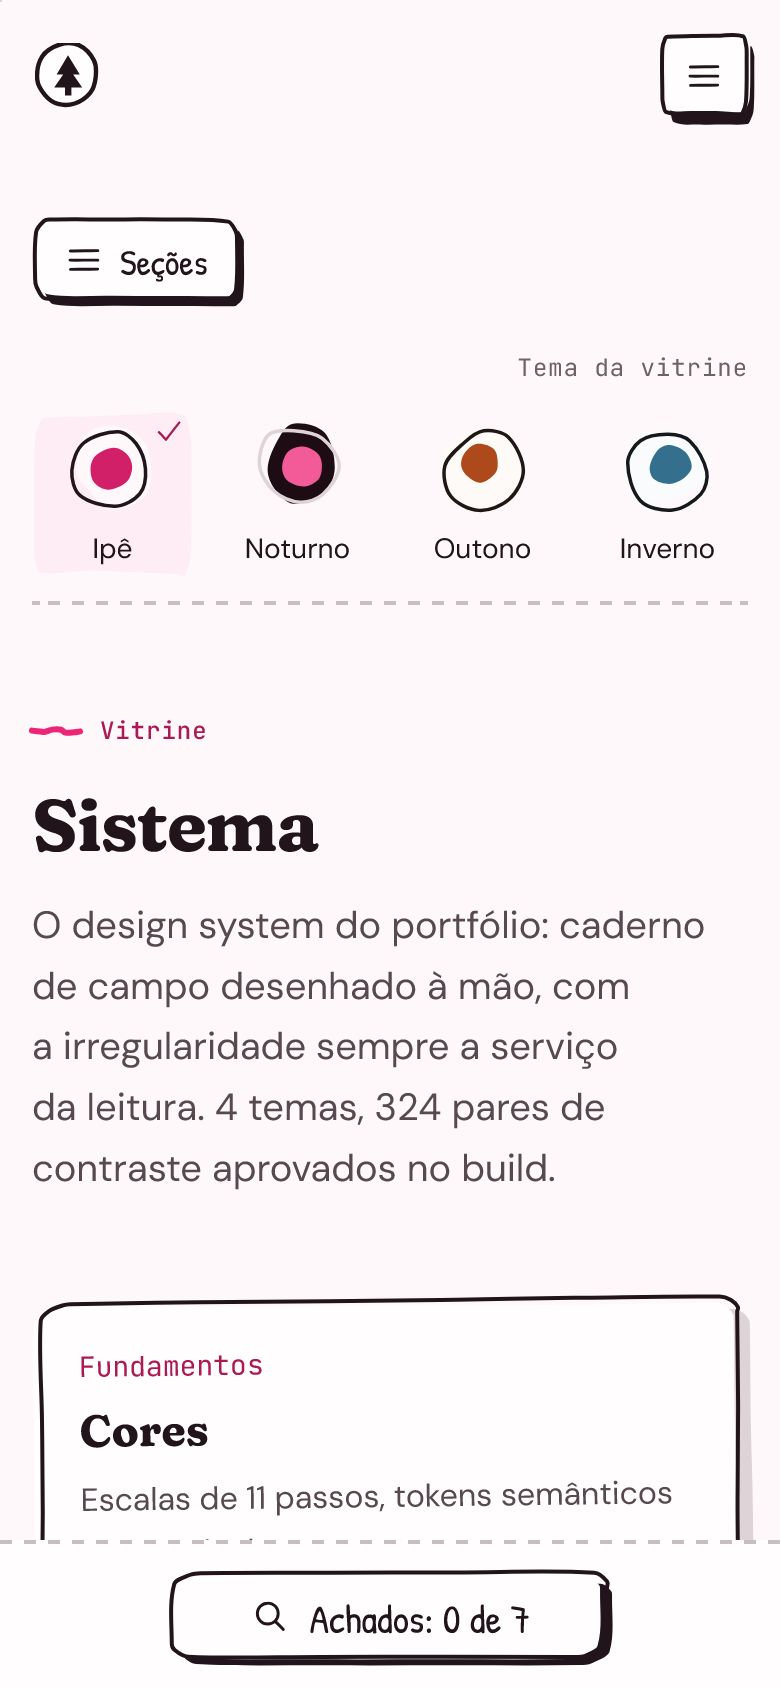 Seções
Tema da vitrine
Ipê
Noturno
Outono
Inverno
Vitrine
Sistema
O design system do portfólio: caderno
de campo desenhado à mão, com
a irregularidade sempre a serviço
da leitura. 4 temas, 324 pares de
contraste aprovados no build.
Fundamentos
Cores
Escalas de 11 passos, tokens semânticos
Achados: 0 de 7